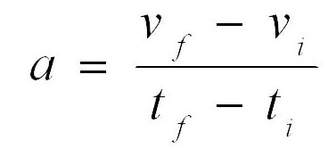 a = (v_f - v_i) / (t_f - t_i)